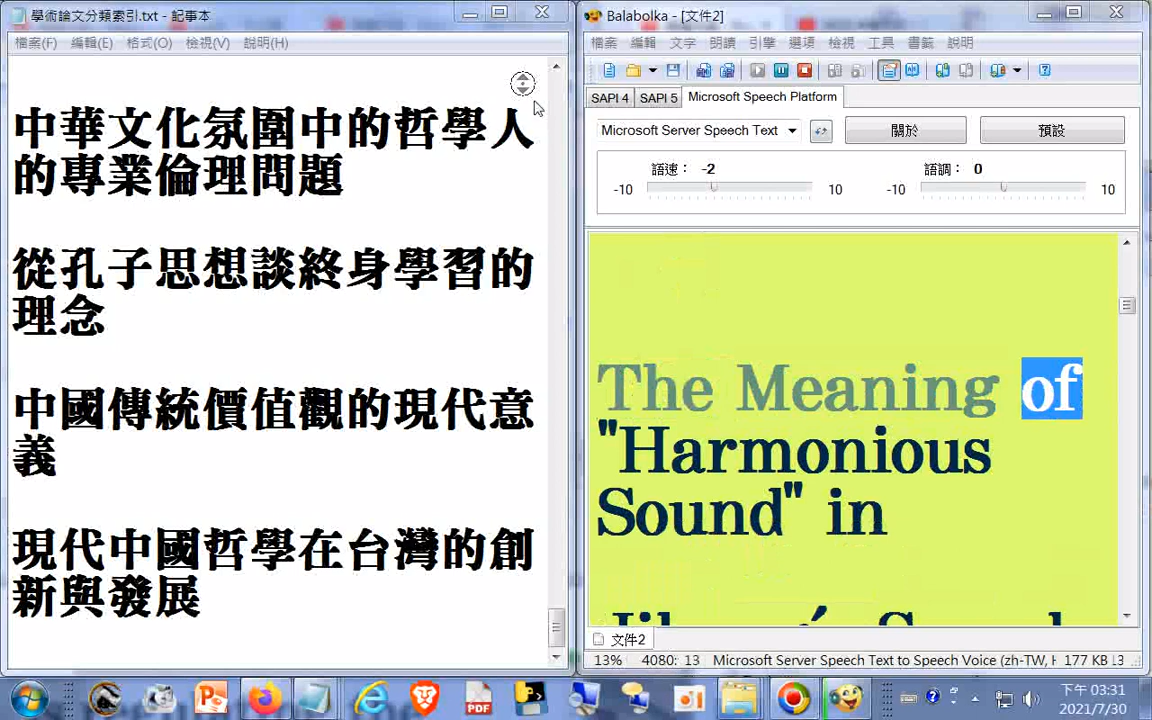 學術論文分類索引.txt - 記事本
檔案(F) 編輯(E) 格式(O) 檢視(V) 說明(H)
中華文化氛圍中的哲學人
的專業倫理問題
從孔子思想談終身學習的
理念
中國傳統價值觀的現代意
義
現代中國哲學在台灣的創
新與發展
Balabolka - [文件2]
檔案 編輯 文字 朗讀 引擎 選項 檢視 工具 書籤 說明
SAPI 4 SAPI 5 Microsoft Speech Platform
Microsoft Server Speech Text 關於 預設
語速： -2 語調： 0
-10 10 -10 10
The Meaning of
"Harmonious
Sound" in
文件2
13% 4080: 13 Microsoft Server Speech Text to Speech Voice (zh-TW, H 177 KB
PDF
下午 03:31
2021/7/30